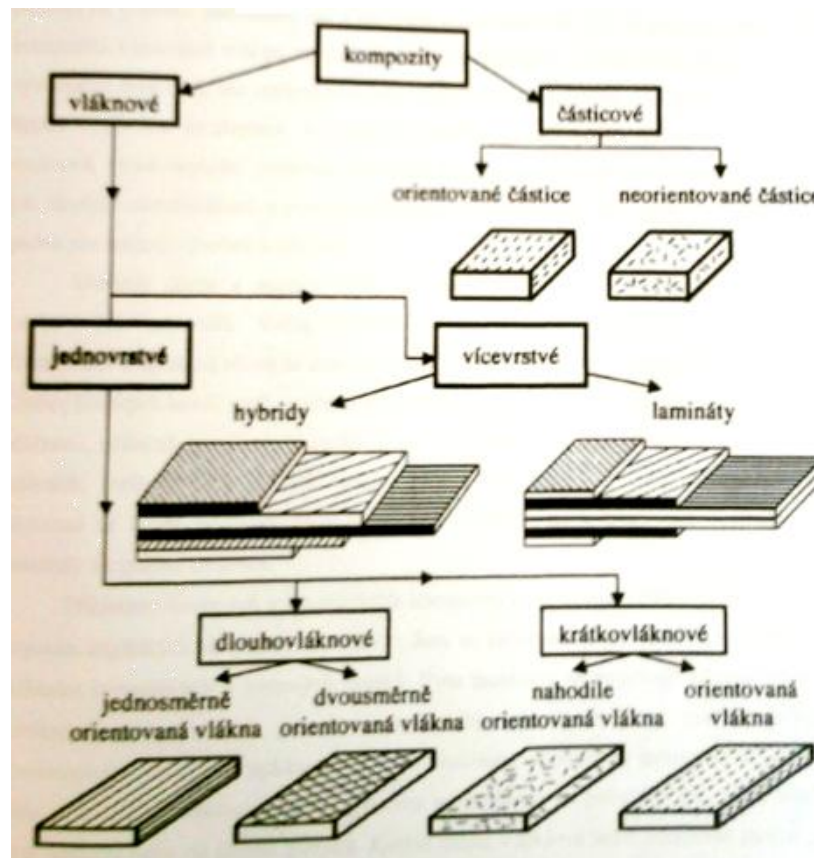 kompozity
vláknové
částicové
orientované částice
neorientované částice
jednovrstvé
vícevrstvé
hybridy
lamináty
dlouhovláknové
krátkovláknové
jednosměrně
orientovaná vlákna
dvousměrně
orientovaná vlákna
nahodile
orientovaná vlákna
orientovaná
vlákna